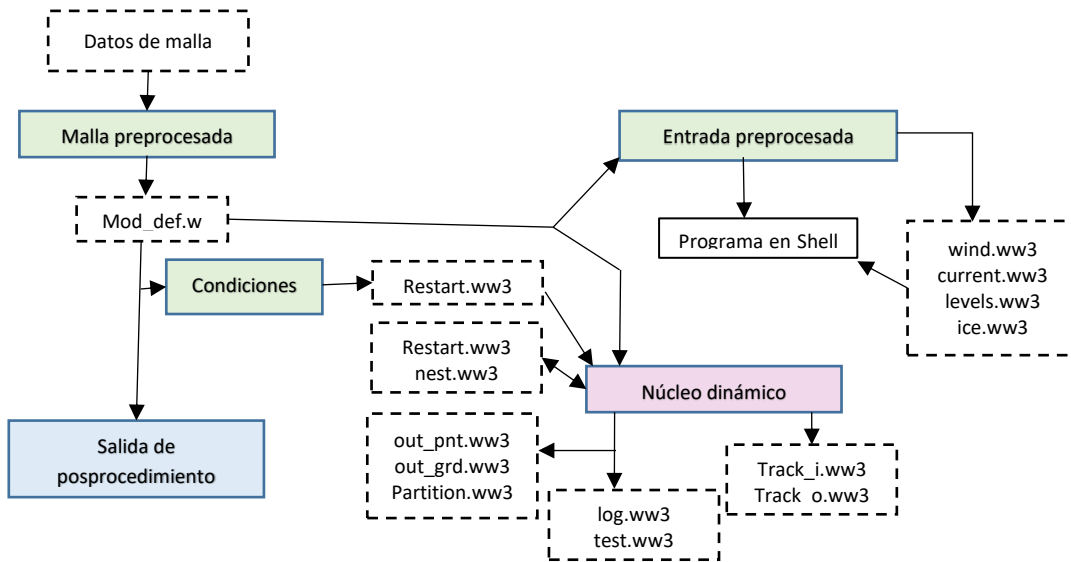 Datos de malla
Malla preprocesada
Entrada preprocesada
Mod_def.w
Programa en Shell
wind.ww3
current.ww3
levels.ww3
ice.ww3
Condiciones
Restart.ww3
Restart.ww3
nest.ww3
Núcleo dinámico
Salida de
posprocedimiento
out_pnt.ww3
out_grd.ww3
Partition.ww3
Track_i.ww3
Track_o.ww3
log.ww3
test.ww3